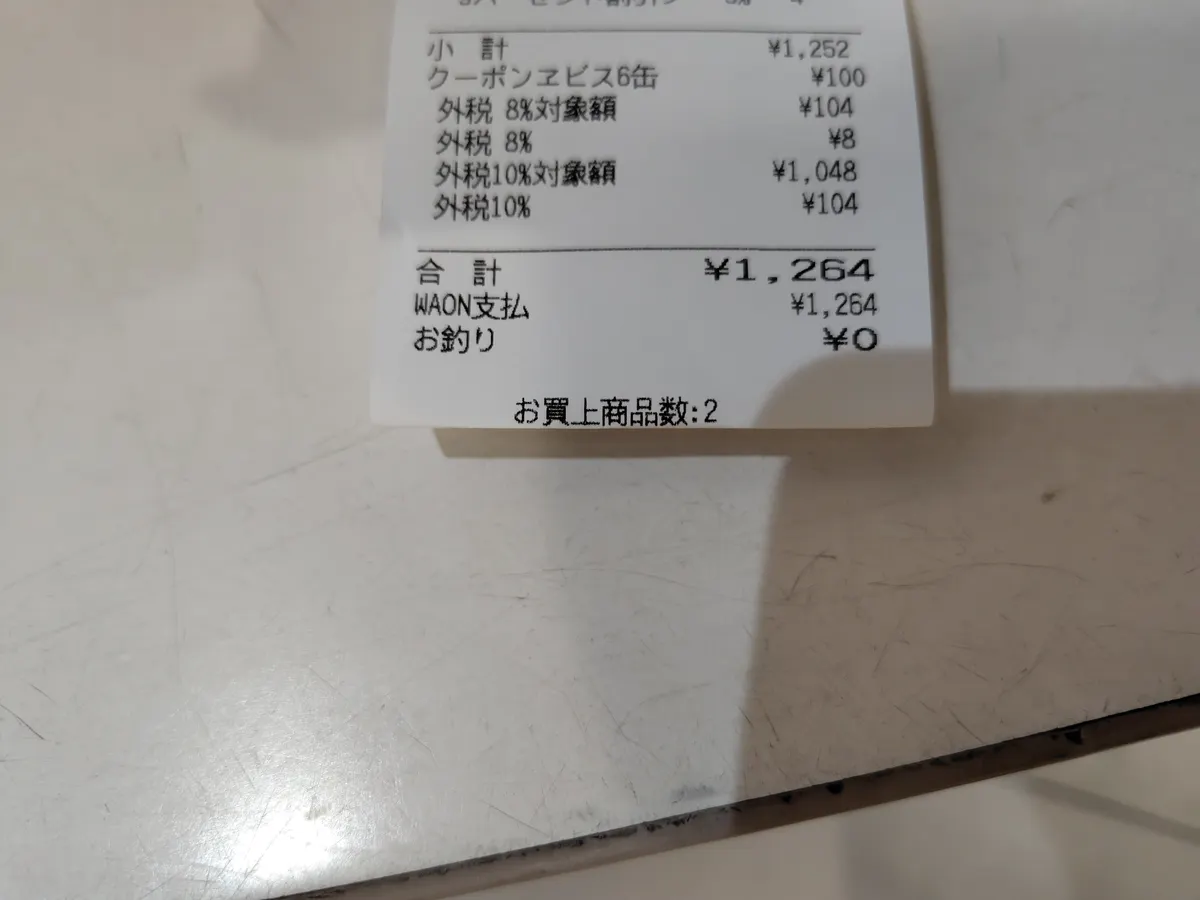 小 計 ¥1,252
クーポンヱビス6缶 ¥100
外税 8%対象額 ¥104
外税 8% ¥8
外税10%対象額 ¥1,048
外税10% ¥104
合 計 ¥1,264
WAON支払 ¥1,264
お釣り ¥0
お買上商品数:2